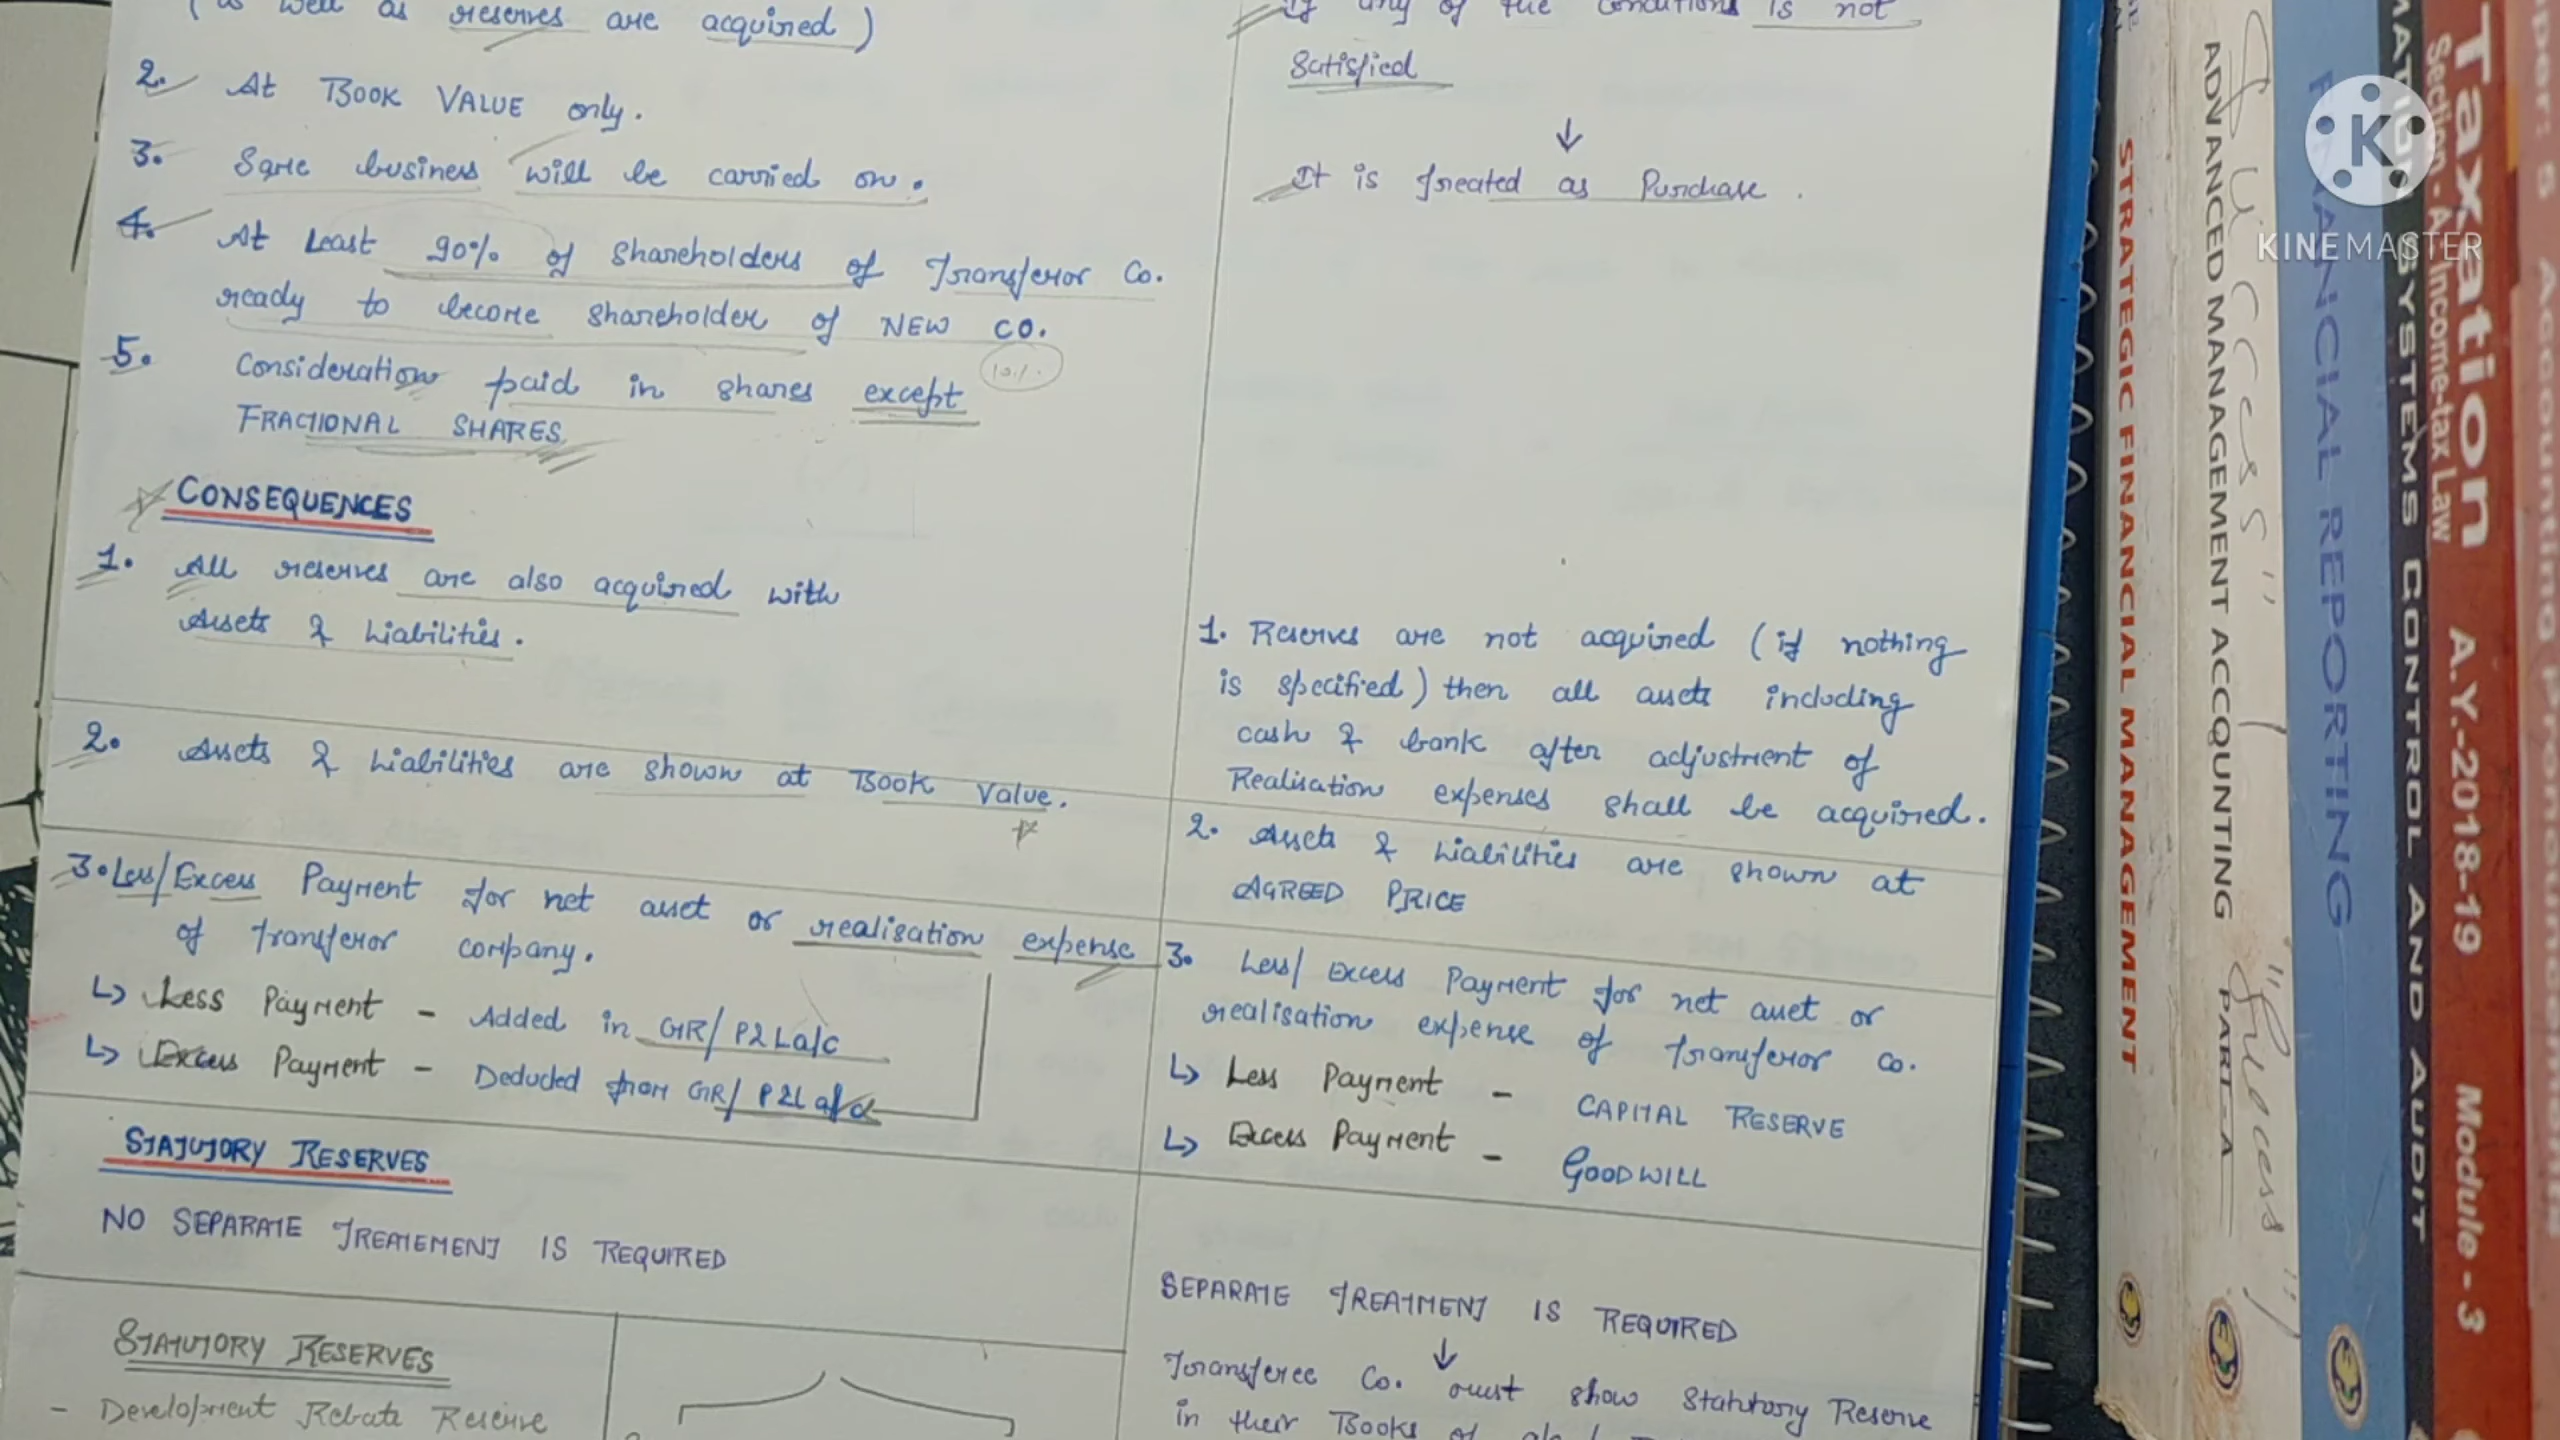 well as reserves are acquired)
2. At BOOK VALUE only.
3. Same business will be carried on.
4. At Least 90% of shareholders of Transferor Co.
ready to become shareholder of NEW CO.
10%
5. Consideration paid in shares except
FRACTIONAL SHARES
CONSEQUENCES
1. All reserves are also acquired with
Assets & Liabilities.
2. Assets & Liabilities are shown at Book Value.
3. Less/Excess Payment for net asset or realisation expense
of transferor company.
↳ Less Payment - Added in GR/P&L a/c
↳ Excess Payment - Deducted from GR/P&L a/c
STATUTORY RESERVES
NO SEPARATE TREATEMENT IS REQUIRED
STATUTORY RESERVES
- Development Rebate Reserve
If any of the conditions is not
Satisfied
↓
It is treated as Purchase.
1. Reserves are not acquired (if nothing
is specified) then all assets including
cash & bank after adjustment of
Realisation expenses shall be acquired.
2. Assets & Liabilities are shown at
AGREED PRICE
3. Less/Excess Payment for net asset or
realisation expense of transferor Co.
↳ Less Payment - CAPITAL RESERVE
↳ Excess Payment - GOODWILL
SEPARATE TREATMENT IS REQUIRED
↓
Transferee Co. must show Statutory Reserve
in their Books
STRATEGIC FINANCIAL MANAGEMENT
ADVANCED MANAGEMENT ACCOUNTING PART-A
Success"
"Success"
FINANCIAL REPORTING
SYSTEMS CONTROL AND AUDIT
Taxation A.Y.-2018-19 Module - 3
Section - A: Income-tax Law
Accounting Pronouncements
K
KINEMASTER